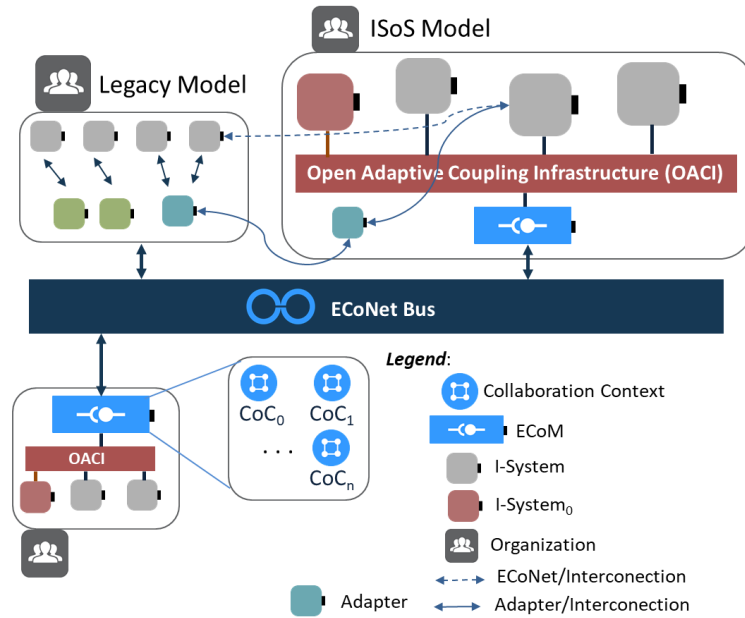 ISoS Model
Legacy Model
Open Adaptive Coupling Infrastructure (OACI)
ECoNet Bus
Legend:
Collaboration Context
CoC0
CoC1
ECoM
OACI
. . .
CoCn
I-System
I-System0
Organization
ECoNet/Interconection
Adapter
Adapter/Interconection